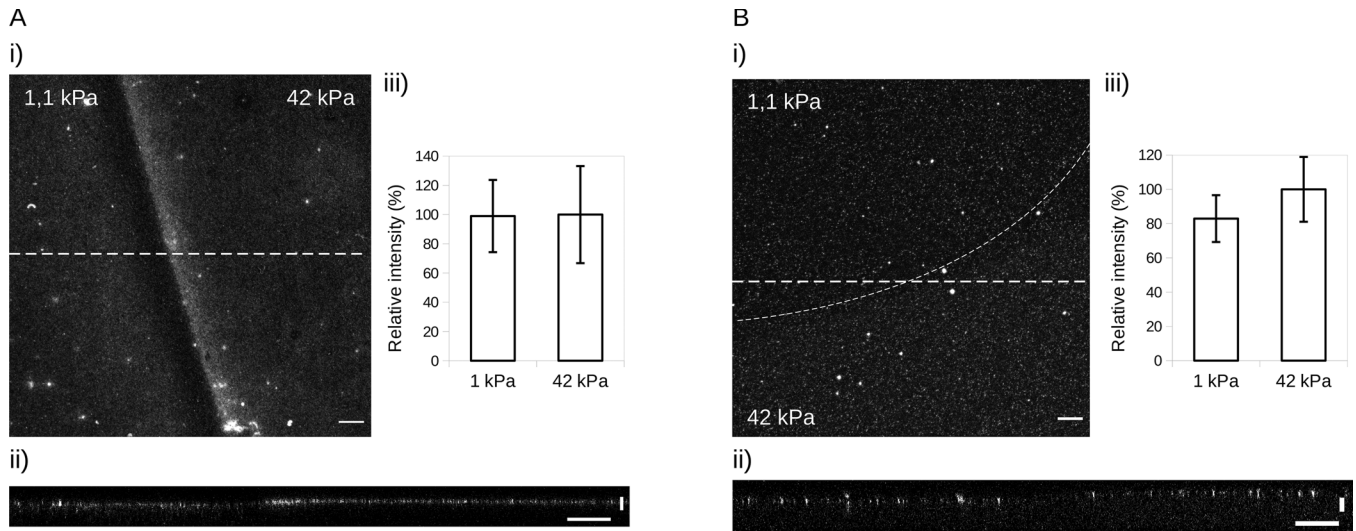 A
i)
1,1 kPa
42 kPa
iii)
Relative intensity (%)
140
120
100
80
60
40
20
0
1 kPa
42 kPa
ii)
B
i)
1,1 kPa
42 kPa
iii)
Relative intensity (%)
120
100
80
60
40
20
0
1 kPa
42 kPa
ii)